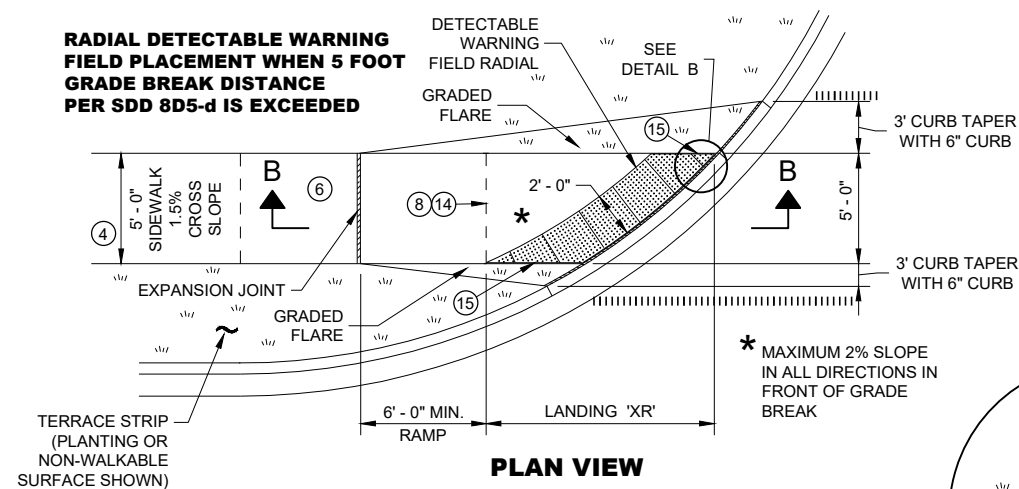 RADIAL DETECTABLE WARNING
FIELD PLACEMENT WHEN 5 FOOT
GRADE BREAK DISTANCE
PER SDD 8D5-d IS EXCEEDED
DETECTABLE
WARNING
FIELD RADIAL
SEE
DETAIL B
GRADED
FLARE
15
3' CURB TAPER
WITH 6" CURB
4
5' - 0"
SIDEWALK
1.5%
CROSS
SLOPE
B
6
8 14
*
2' - 0"
B
5' - 0"
EXPANSION JOINT
15
GRADED
FLARE
3' CURB TAPER
WITH 6" CURB
* MAXIMUM 2% SLOPE
IN ALL DIRECTIONS IN
FRONT OF GRADE
BREAK
TERRACE STRIP
(PLANTING OR
NON-WALKABLE
SURFACE SHOWN)
6' - 0" MIN.
RAMP
LANDING 'XR'
PLAN VIEW